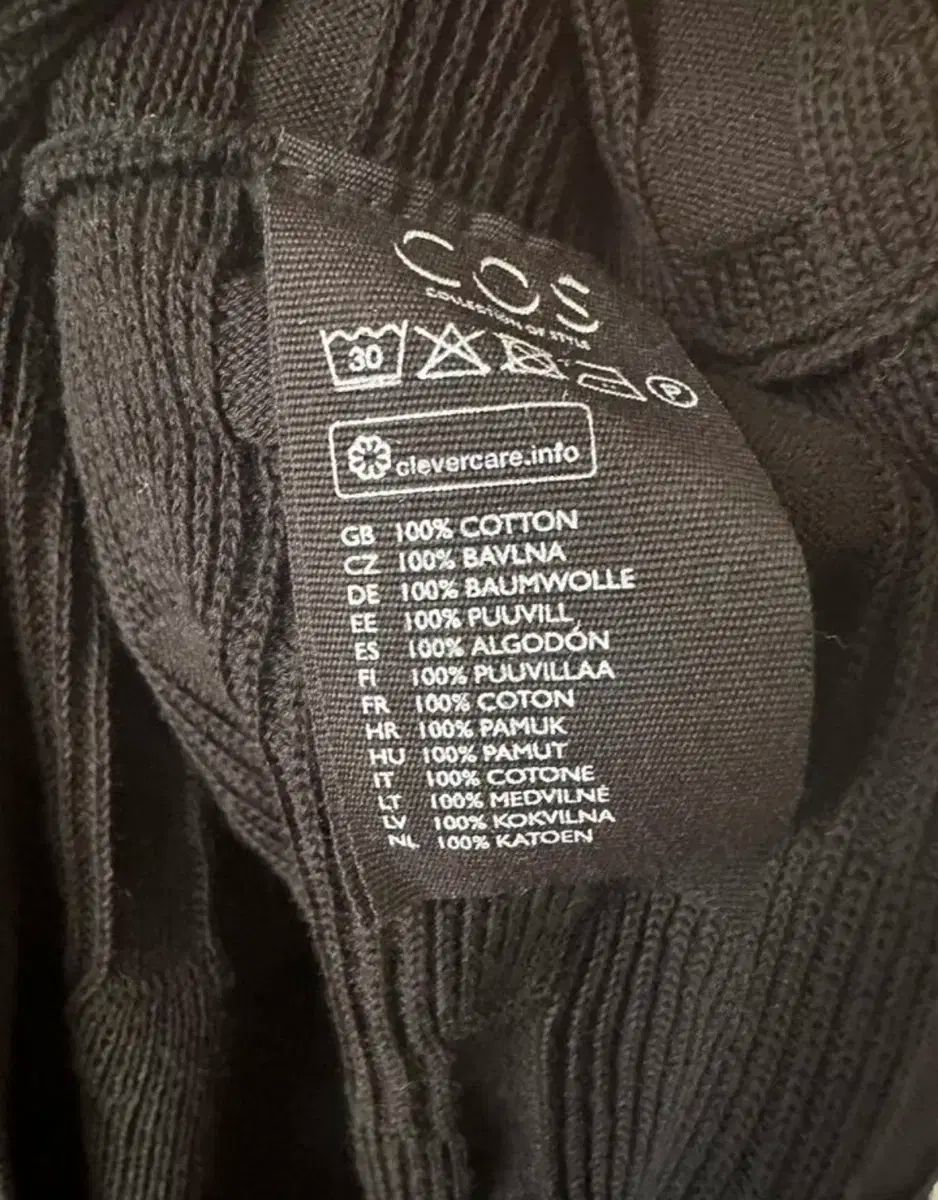 COS
COLLECTION OF STYLE
30 P
clevercare.info
GB 100% COTTON
CZ 100% BAVLNA
DE 100% BAUMWOLLE
EE 100% PUUVILL
ES 100% ALGODÓN
FI 100% PUUVILLAA
FR 100% COTON
HR 100% PAMUK
HU 100% PAMUT
IT 100% COTONE
LT 100% MEDVILNĖ
LV 100% KOKVILNA
NL 100% KATOEN